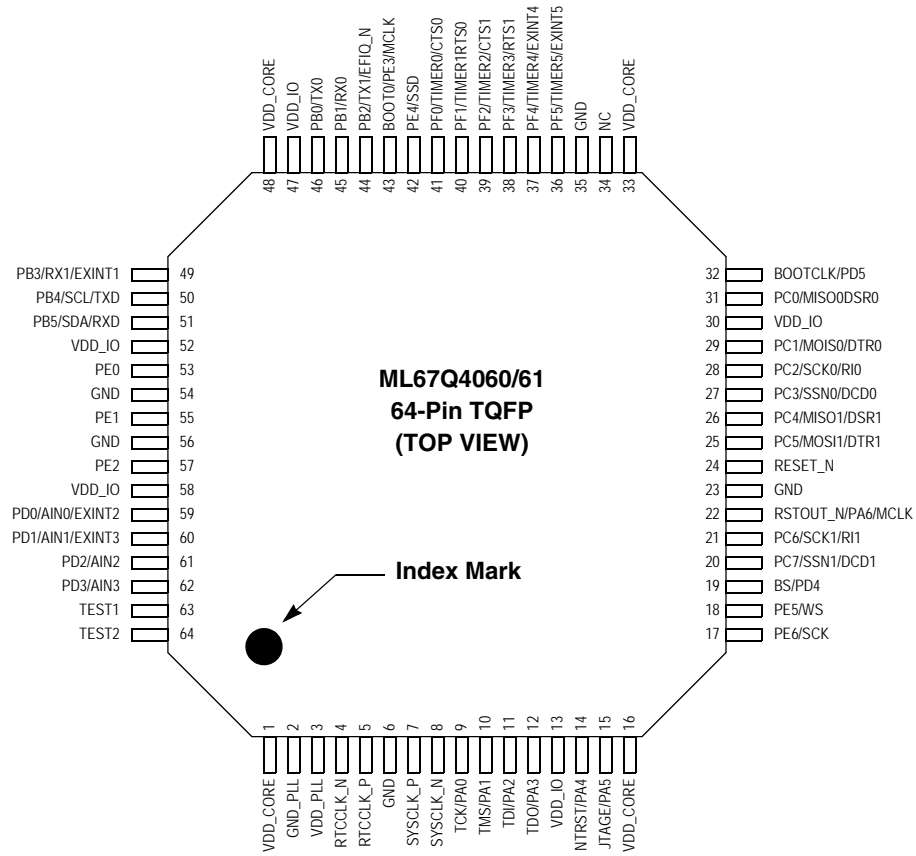 VDD_CORE
VDD_IO
PB0/TX0
PB1/RX0
PB2/TX1/EFIQ_N
BOOT0/PE3/MCLK
PE4/SSD
PF0/TIMER0/CTS0
PF1/TIMER1RTS0
PF2/TIMER2/CTS1
PF3/TIMER3/RTS1
PF4/TIMER4/EXINT4
PF5/TIMER5/EXINT5
GND
NC
VDD_CORE
48
47
46
45
44
43
42
41
40
39
38
37
36
35
34
33
PB3/RX1/EXINT1 49
PB4/SCL/TXD 50
PB5/SDA/RXD 51
VDD_IO 52
PE0 53
GND 54
PE1 55
GND 56
PE2 57
VDD_IO 58
PD0/AIN0/EXINT2 59
PD1/AIN1/EXINT3 60
PD2/AIN2 61
PD3/AIN3 62
TEST1 63
TEST2 64
ML67Q4060/61
64-Pin TQFP
(TOP VIEW)
Index Mark
32 BOOTCLK/PD5
31 PC0/MISO0DSR0
30 VDD_IO
29 PC1/MOIS0/DTR0
28 PC2/SCK0/RI0
27 PC3/SSN0/DCD0
26 PC4/MISO1/DSR1
25 PC5/MOSI1/DTR1
24 RESET_N
23 GND
22 RSTOUT_N/PA6/MCLK
21 PC6/SCK1/RI1
20 PC7/SSN1/DCD1
19 BS/PD4
18 PE5/WS
17 PE6/SCK
1
2
3
4
5
6
7
8
9
10
11
12
13
14
15
16
VDD_CORE
GND_PLL
VDD_PLL
RTCCLK_N
RTCCLK_P
GND
SYSCLK_P
SYSCLK_N
TCK/PA0
TMS/PA1
TDI/PA2
TDO/PA3
VDD_IO
NTRST/PA4
JTAGE/PA5
VDD_CORE